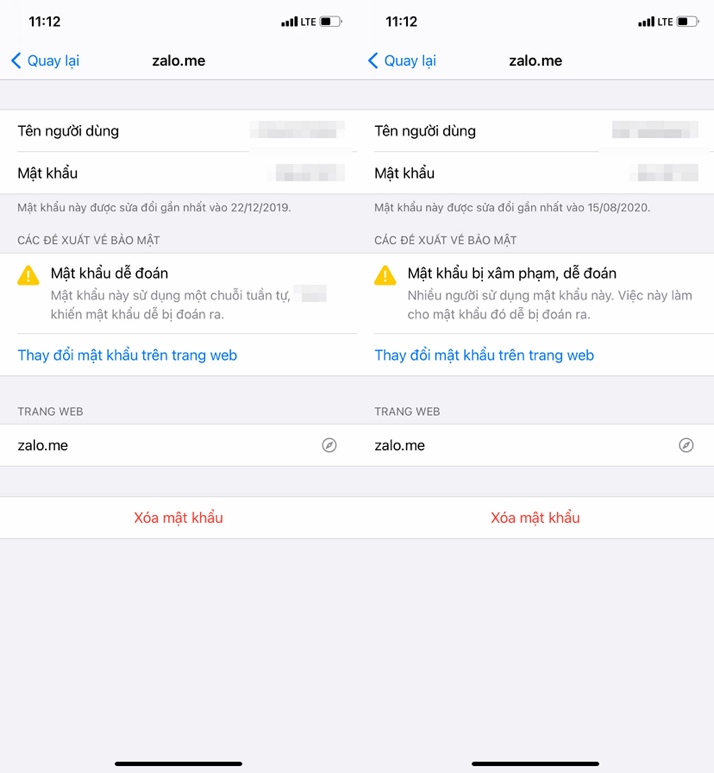 11:12
LTE
Quay lại
zalo.me
Tên người dùng
Mật khẩu
Mật khẩu này được sửa đổi gần nhất vào 22/12/2019.
CÁC ĐỀ XUẤT VỀ BẢO MẬT
Mật khẩu dễ đoán
Mật khẩu này sử dụng một chuỗi tuần tự,
khiến mật khẩu dễ bị đoán ra.
Thay đổi mật khẩu trên trang web
TRANG WEB
zalo.me
Xóa mật khẩu
11:12
LTE
Quay lại
zalo.me
Tên người dùng
Mật khẩu
Mật khẩu này được sửa đổi gần nhất vào 15/08/2020.
CÁC ĐỀ XUẤT VỀ BẢO MẬT
Mật khẩu bị xâm phạm, dễ đoán
Nhiều người sử dụng mật khẩu này. Việc này làm
cho mật khẩu đó dễ bị đoán ra.
Thay đổi mật khẩu trên trang web
TRANG WEB
zalo.me
Xóa mật khẩu